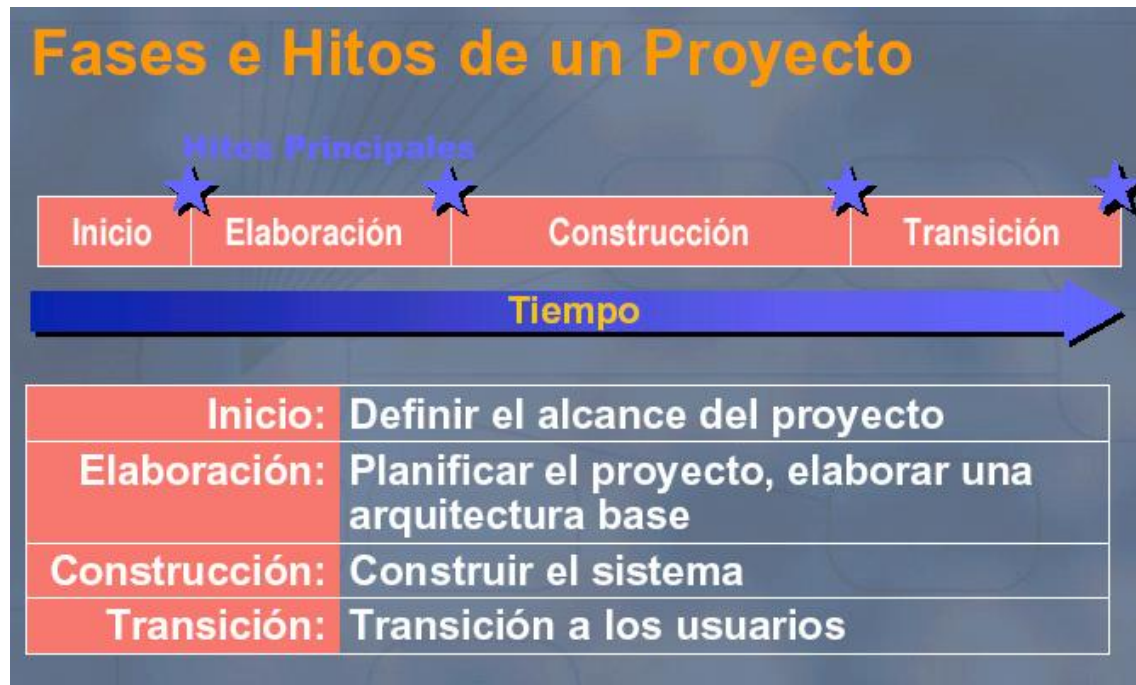 Fases e Hitos de un Proyecto
Hitos Principales
Inicio Elaboración Construcción Transición
Tiempo
Inicio: Definir el alcance del proyecto
Elaboración: Planificar el proyecto, elaborar una
arquitectura base
Construcción: Construir el sistema
Transición: Transición a los usuarios